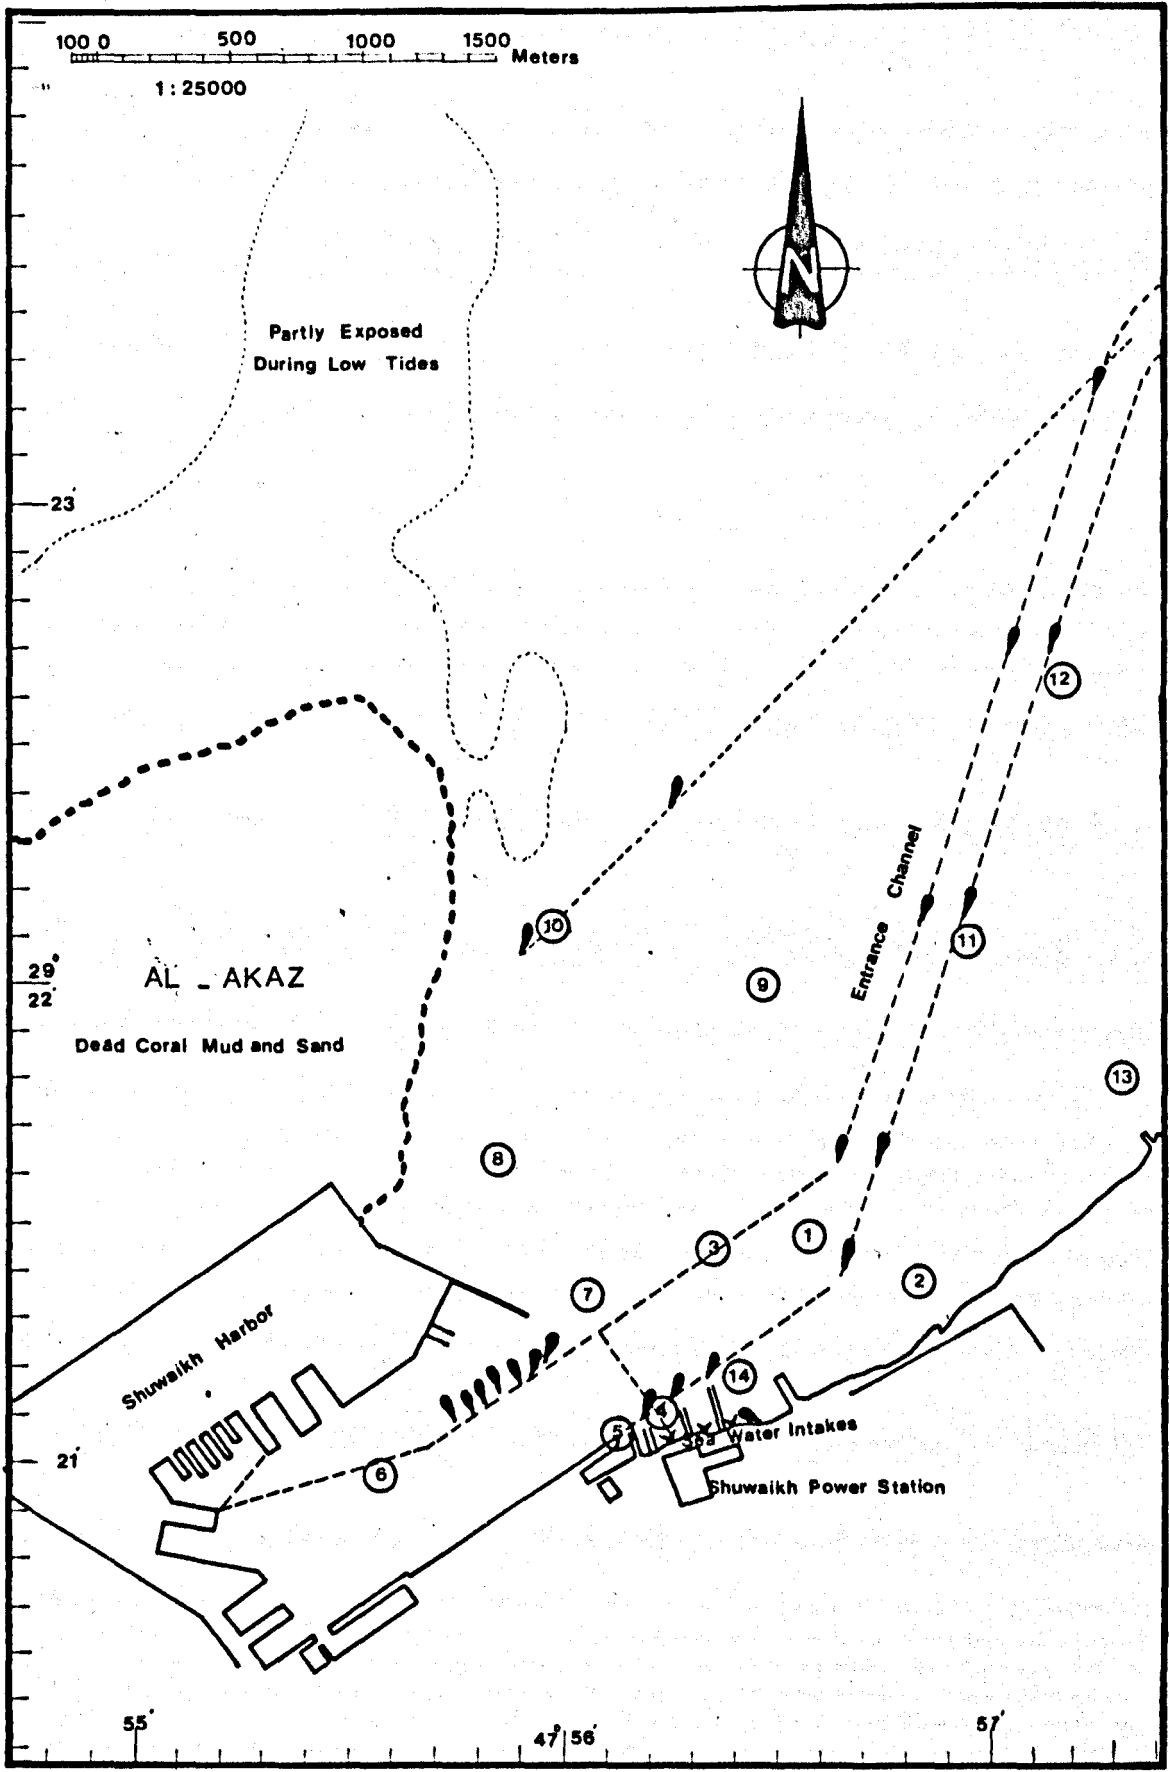 100 0 500 1000 1500 Meters
1:25000
N
Partly Exposed
During Low Tides
23'
12
Entrance Channel
10
11
9
29°
22'
AL - AKAZ
Dead Coral Mud and Sand
13
8
1
3
2
7
Shuwaikh Harbor
14
4
5
Sea Water Intakes
21'
6
Shuwaikh Power Station
55'
47° 56'
57'